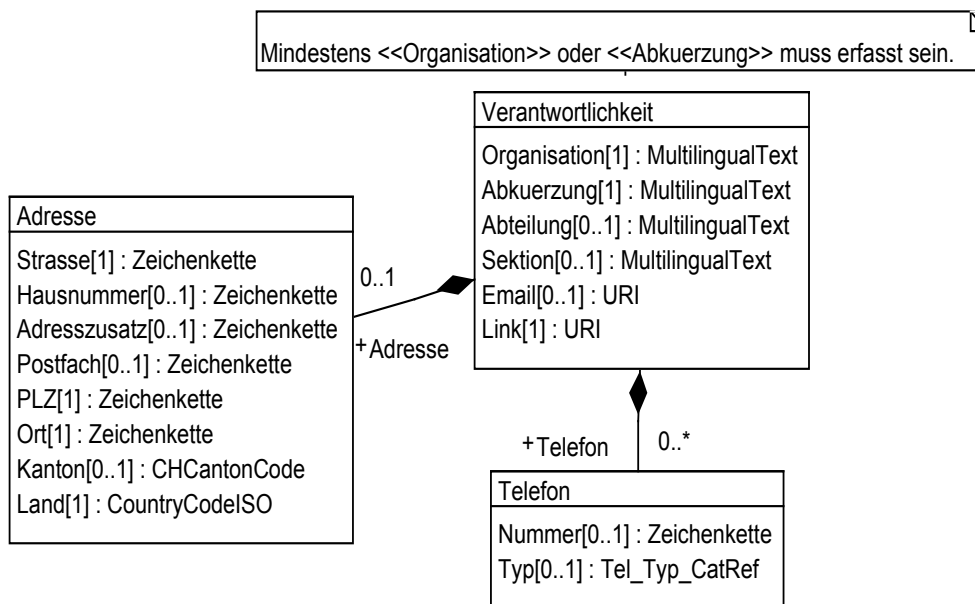 Mindestens <<Organisation>> oder <<Abkuerzung>> muss erfasst sein.
Verantwortlichkeit
Organisation[1] : MultilingualText
Abkuerzung[1] : MultilingualText
Abteilung[0..1] : MultilingualText
Sektion[0..1] : MultilingualText
Email[0..1] : URI
Link[1] : URI
Adresse
Strasse[1] : Zeichenkette
Hausnummer[0..1] : Zeichenkette
Adresszusatz[0..1] : Zeichenkette
Postfach[0..1] : Zeichenkette
PLZ[1] : Zeichenkette
Ort[1] : Zeichenkette
Kanton[0..1] : CHCantonCode
Land[1] : CountryCodeISO
0..1
+Adresse
+Telefon
0..*
Telefon
Nummer[0..1] : Zeichenkette
Typ[0..1] : Tel_Typ_CatRef